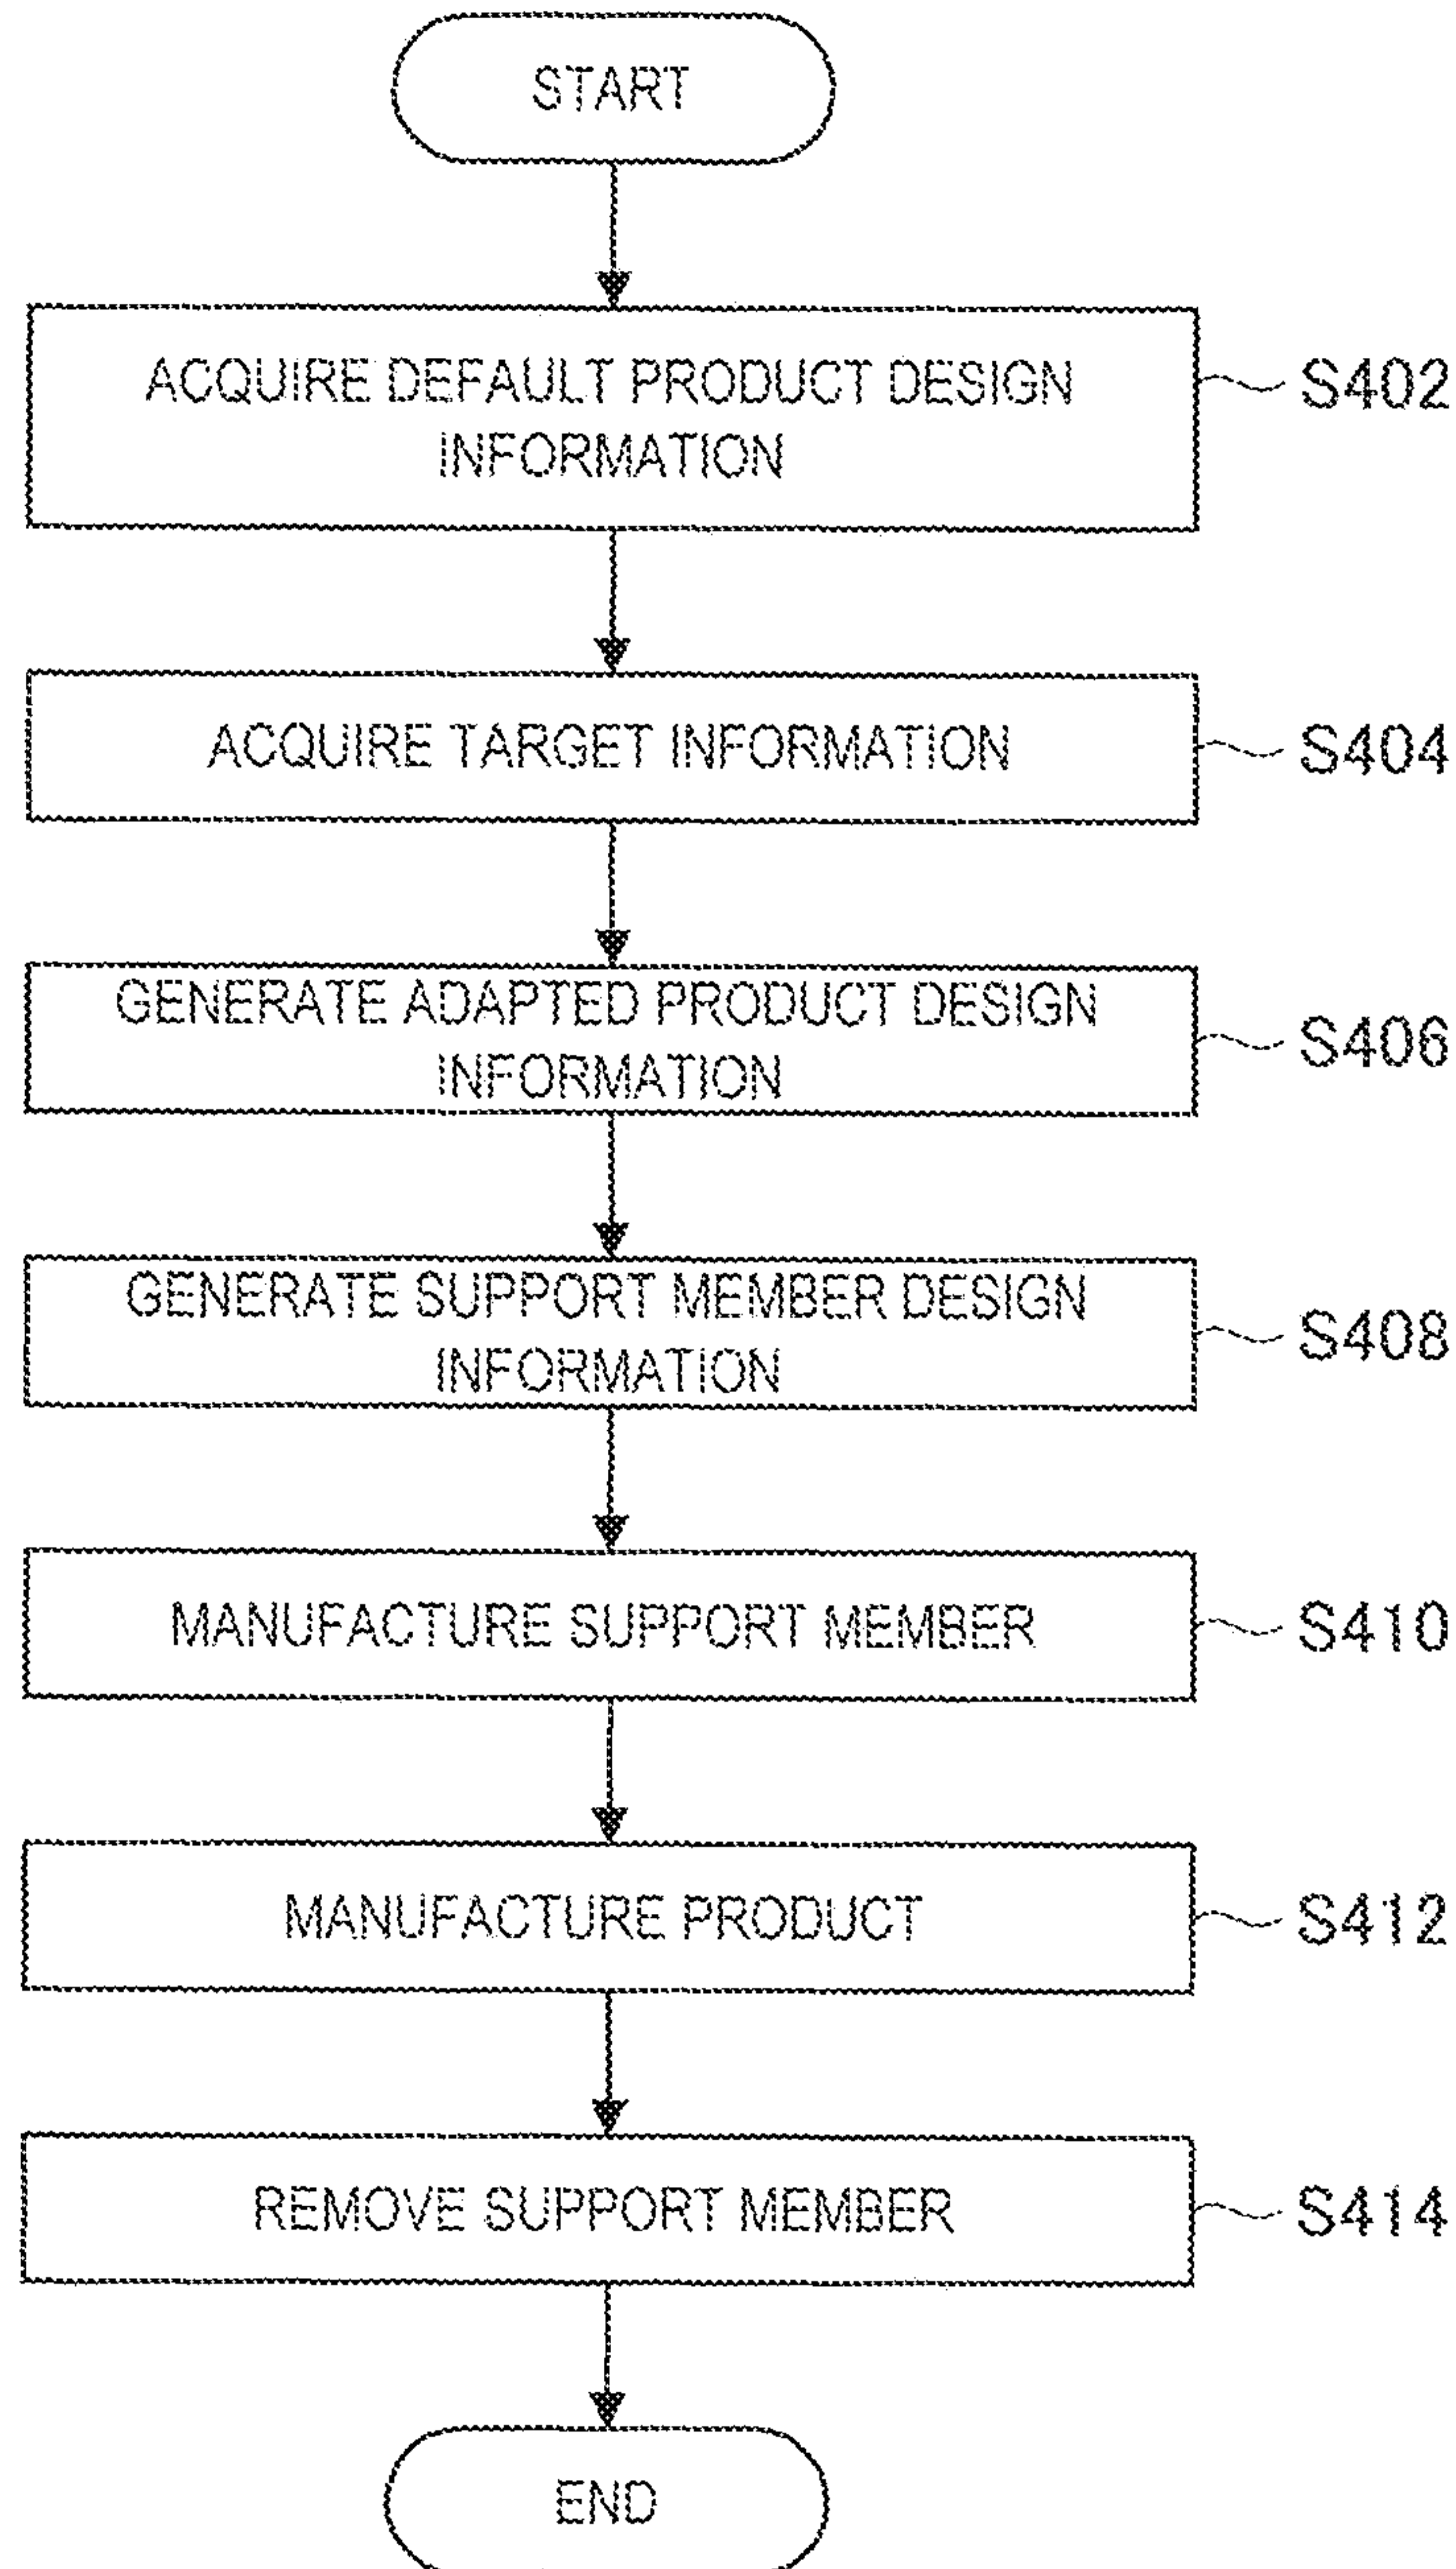 START
ACQUIRE DEFAULT PRODUCT DESIGN
INFORMATION
S402
ACQUIRE TARGET INFORMATION
S404
GENERATE ADAPTED PRODUCT DESIGN
INFORMATION
S406
GENERATE SUPPORT MEMBER DESIGN
INFORMATION
S408
MANUFACTURE SUPPORT MEMBER
S410
MANUFACTURE PRODUCT
S412
REMOVE SUPPORT MEMBER
S414
END